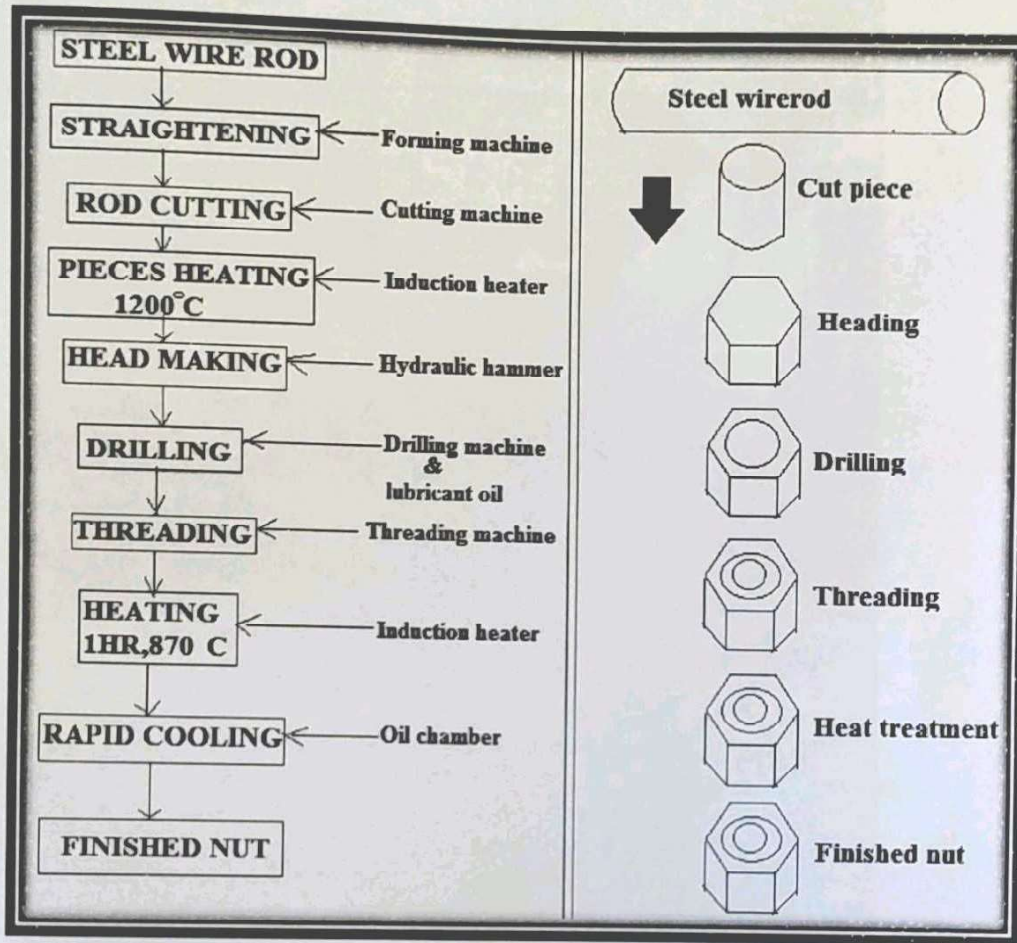 STEEL WIRE ROD
STRAIGHTENING
Forming machine
ROD CUTTING
Cutting machine
PIECES HEATING
1200°C
Induction heater
HEAD MAKING
Hydraulic hammer
DRILLING
Drilling machine
&
lubricant oil
THREADING
Threading machine
HEATING
1HR,870 C
Induction heater
RAPID COOLING
Oil chamber
FINISHED NUT
Steel wirerod
Cut piece
Heading
Drilling
Threading
Heat treatment
Finished nut